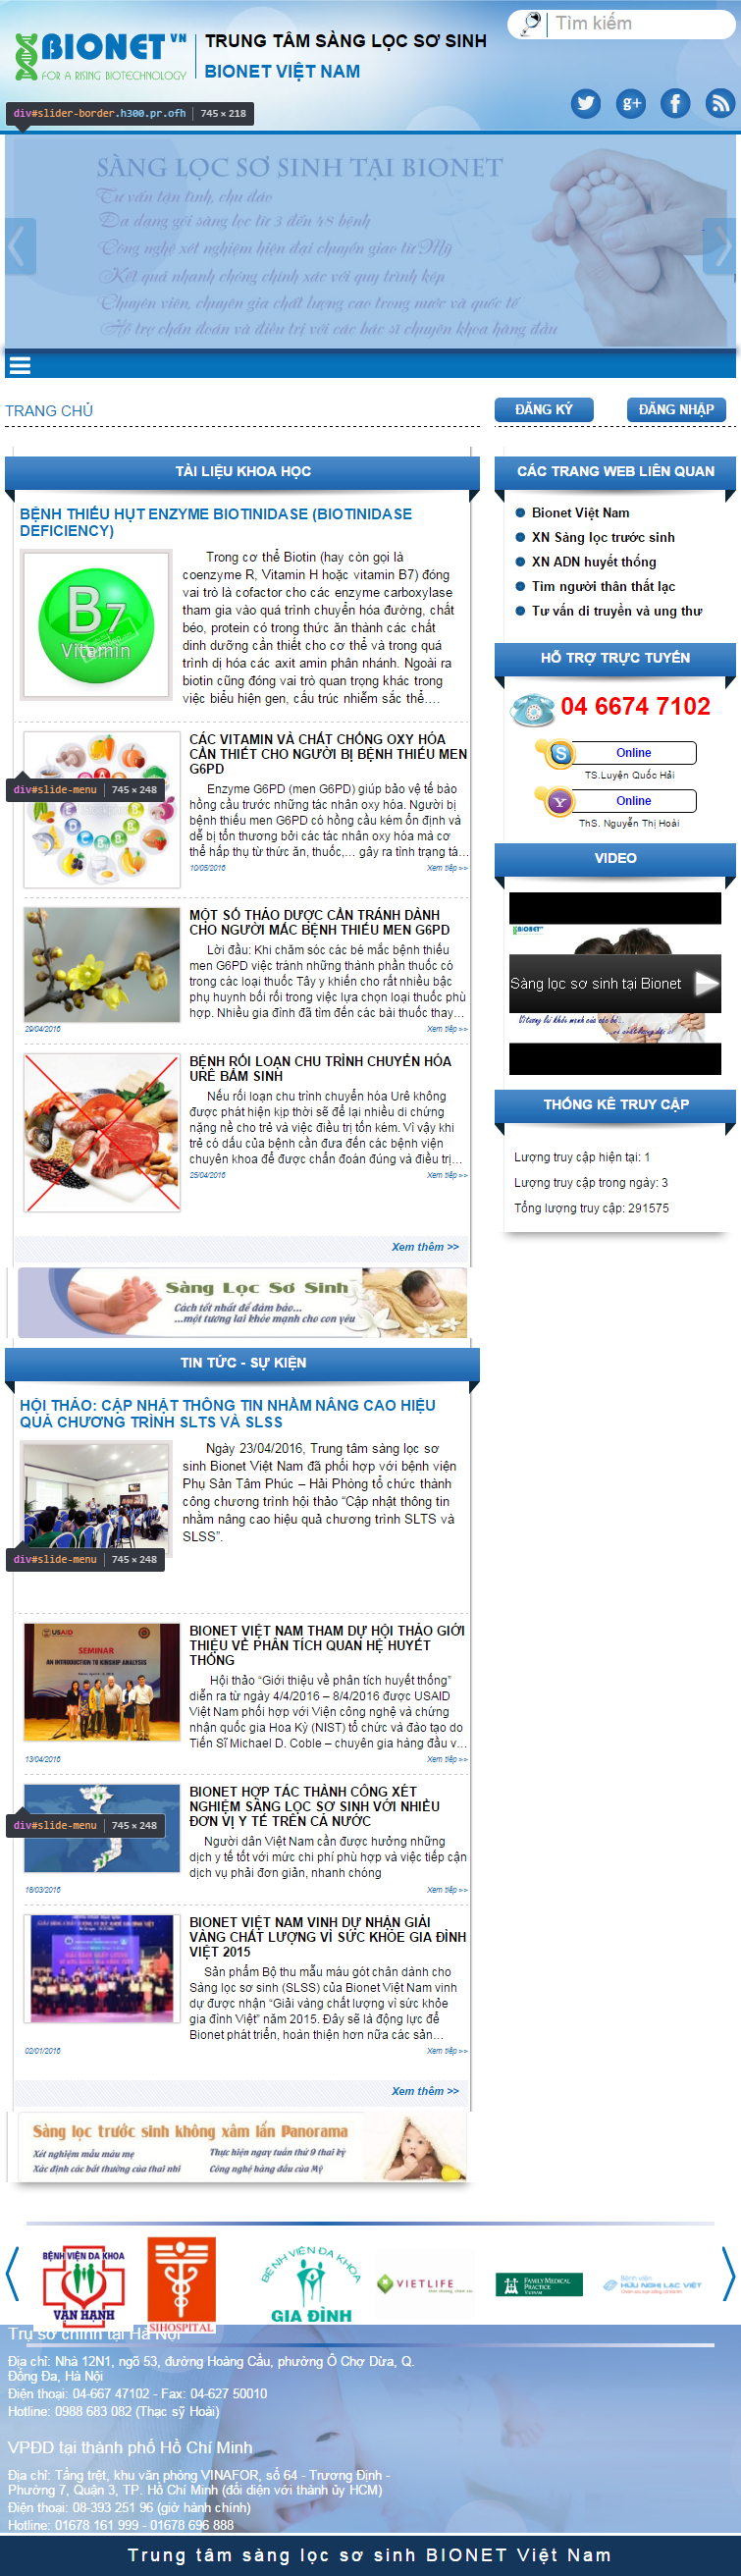 BIONET VN
FOR A RISING BIOTECHNOLOGY
TRUNG TÂM SÀNG LỌC SƠ SINH
BIONET VIỆT NAM
Tìm kiếm
div#slider-border.h300.pr.ofh | 745 × 218
SÀNG LỌC SƠ SINH TẠI BIONET
Tư vấn tận tình, chu đáo
Đa dạng gói sàng lọc từ 3 đến 48 bệnh
Công nghệ xét nghiệm hiện đại chuyển giao từ Mỹ
Kết quả nhanh chóng chính xác với quy trình kép
Chuyên viên, chuyên gia chất lượng cao trong nước và quốc tế
Hỗ trợ chẩn đoán và điều trị với các bác sĩ chuyên khoa hàng đầu
TRANG CHỦ
ĐĂNG KÝ
ĐĂNG NHẬP
TÀI LIỆU KHOA HỌC
BỆNH THIẾU HỤT ENZYME BIOTINIDASE (BIOTINIDASE
DEFICIENCY)
B7
Vitamin
Trong cơ thể Biotin (hay còn gọi là
coenzyme R, Vitamin H hoặc vitamin B7) đóng
vai trò là cofactor cho các enzyme carboxylase
tham gia vào quá trình chuyển hóa đường, chất
béo, protein có trong thức ăn thành các chất
dinh dưỡng cần thiết cho cơ thể và trong quá
trình dị hóa các axit amin phân nhánh. Ngoài ra
biotin cũng đóng vai trò quan trọng khác trong
việc biểu hiện gen, cấu trúc nhiễm sắc thể....
CÁC VITAMIN VÀ CHẤT CHỐNG OXY HÓA
CẦN THIẾT CHO NGƯỜI BỊ BỆNH THIẾU MEN
G6PD
div#slide-menu | 745 × 248
Enzyme G6PD (men G6PD) giúp bảo vệ tế bào
hồng cầu trước những tác nhân oxy hóa. Người bị
bệnh thiếu men G6PD có hồng cầu kém ổn định và
dễ bị tổn thương bởi các tác nhân oxy hóa mà cơ
thể hấp thụ từ thức ăn, thuốc,... gây ra tình trạng tá...
10/05/2016
Xem tiếp >>
MỘT SỐ THẢO DƯỢC CẦN TRÁNH DÀNH
CHO NGƯỜI MẮC BỆNH THIẾU MEN G6PD
Lời đầu: Khi chăm sóc các bé mắc bệnh thiếu
men G6PD việc tránh những thành phần thuốc có
trong các loại thuốc Tây y khiến cho rất nhiều bậc
phụ huynh bối rối trong việc lựa chọn loại thuốc phù
hợp. Nhiều gia đình đã tìm đến các bài thuốc thay...
29/04/2016
Xem tiếp >>
BỆNH RỐI LOẠN CHU TRÌNH CHUYỂN HÓA
URÊ BẨM SINH
Nếu rối loạn chu trình chuyển hóa Urê không
được phát hiện kịp thời sẽ để lại nhiều di chứng
nặng nề cho trẻ và việc điều trị tốn kém. Vì vậy khi
trẻ có dấu của bệnh cần đưa đến các bệnh viện
chuyên khoa để được chẩn đoán đúng và điều trị...
25/04/2016
Xem tiếp >>
Xem thêm >>
Sàng Lọc Sơ Sinh
Cách tốt nhất để đảm bảo...
...một tương lai khỏe mạnh cho con yêu
TIN TỨC - SỰ KIỆN
HỘI THẢO: CẬP NHẬT THÔNG TIN NHẰM NÂNG CAO HIỆU
QUẢ CHƯƠNG TRÌNH SLTS VÀ SLSS
Ngày 23/04/2016, Trung tâm sàng lọc sơ
sinh Bionet Việt Nam đã phối hợp với bệnh viện
Phụ Sản Tâm Phúc – Hải Phòng tổ chức thành
công chương trình hội thảo “Cập nhật thông tin
nhằm nâng cao hiệu quả chương trình SLTS và
SLSS”.
div#slide-menu | 745 × 248
USAID
SEMINAR
AN INTRODUCTION TO KINSHIP ANALYSIS
BIONET VIỆT NAM THAM DỰ HỘI THẢO GIỚI
THIỆU VỀ PHÂN TÍCH QUAN HỆ HUYẾT
THỐNG
Hội thảo “Giới thiệu về phân tích huyết thống”
diễn ra từ ngày 4/4/2016 – 8/4/2016 được USAID
Việt Nam phối hợp với Viện công nghệ và chứng
nhận quốc gia Hoa Kỳ (NIST) tổ chức và đào tạo do
Tiến Sĩ Michael D. Coble – chuyên gia hàng đầu v...
13/04/2016
Xem tiếp >>
BIONET HỢP TÁC THÀNH CÔNG XÉT
NGHIỆM SÀNG LỌC SƠ SINH VỚI NHIỀU
ĐƠN VỊ Y TẾ TRÊN CẢ NƯỚC
div#slide-menu | 745 × 248
Người dân Việt Nam cần được hưởng những
dịch y tế tốt với mức chi phí phù hợp và việc tiếp cận
dịch vụ phải đơn giản, nhanh chóng
18/03/2016
Xem tiếp >>
BIONET VIỆT NAM VINH DỰ NHẬN GIẢI
VÀNG CHẤT LƯỢNG VÌ SỨC KHỎE GIA ĐÌNH
VIỆT 2015
Sản phẩm Bộ thu mẫu máu gót chân dành cho
Sàng lọc sơ sinh (SLSS) của Bionet Việt Nam vinh
dự được nhận “Giải vàng chất lượng vì sức khỏe
gia đình Việt” năm 2015. Đây sẽ là động lực để
Bionet phát triển, hoàn thiện hơn nữa các sản...
02/01/2016
Xem tiếp >>
Xem thêm >>
Sàng lọc trước sinh không xâm lấn Panorama
Xét nghiệm máu máu mẹ
Xác định các bất thường của thai nhi
Thực hiện ngay tuần thứ 9 thai kỳ
Công nghệ hàng đầu của Mỹ
CÁC TRANG WEB LIÊN QUAN
Bionet Việt Nam
XN Sàng lọc trước sinh
XN ADN huyết thống
Tìm người thân thất lạc
Tư vấn di truyền và ung thư
HỖ TRỢ TRỰC TUYẾN
04 6674 7102
Online
TS.Luyện Quốc Hải
Online
ThS. Nguyễn Thị Hoài
VIDEO
BIONET
Sàng lọc sơ sinh tại Bionet
THỐNG KÊ TRUY CẬP
Lượng truy cập hiện tại: 1
Lượng truy cập trong ngày: 3
Tổng lượng truy cập: 291575
BỆNH VIỆN ĐA KHOA
VẠN HẠNH
SIHOSPITAL
BỆNH VIỆN ĐA KHOA
GIA ĐÌNH
VIETLIFE
FAMILY MEDICAL
PRACTICE
Bệnh viện
HỮU NGHỊ LẠC VIỆT
Trụ sở chính tại Hà Nội
Địa chỉ: Nhà 12N1, ngõ 53, đường Hoàng Cầu, phường Ô Chợ Dừa, Q.
Đống Đa, Hà Nội
Điện thoại: 04-667 47102 - Fax: 04-627 50010
Hotline: 0988 683 082 (Thạc sỹ Hoài)
VPĐD tại thành phố Hồ Chí Minh
Địa chỉ: Tầng trệt, khu văn phòng VINAFOR, số 64 - Trương Định -
Phường 7, Quận 3, TP. Hồ Chí Minh (đối diện với thành ủy HCM)
Điện thoại: 08-393 251 96 (giờ hành chính)
Hotline: 01678 161 999 - 01678 696 888
Trung tâm sàng lọc sơ sinh BIONET Việt Nam